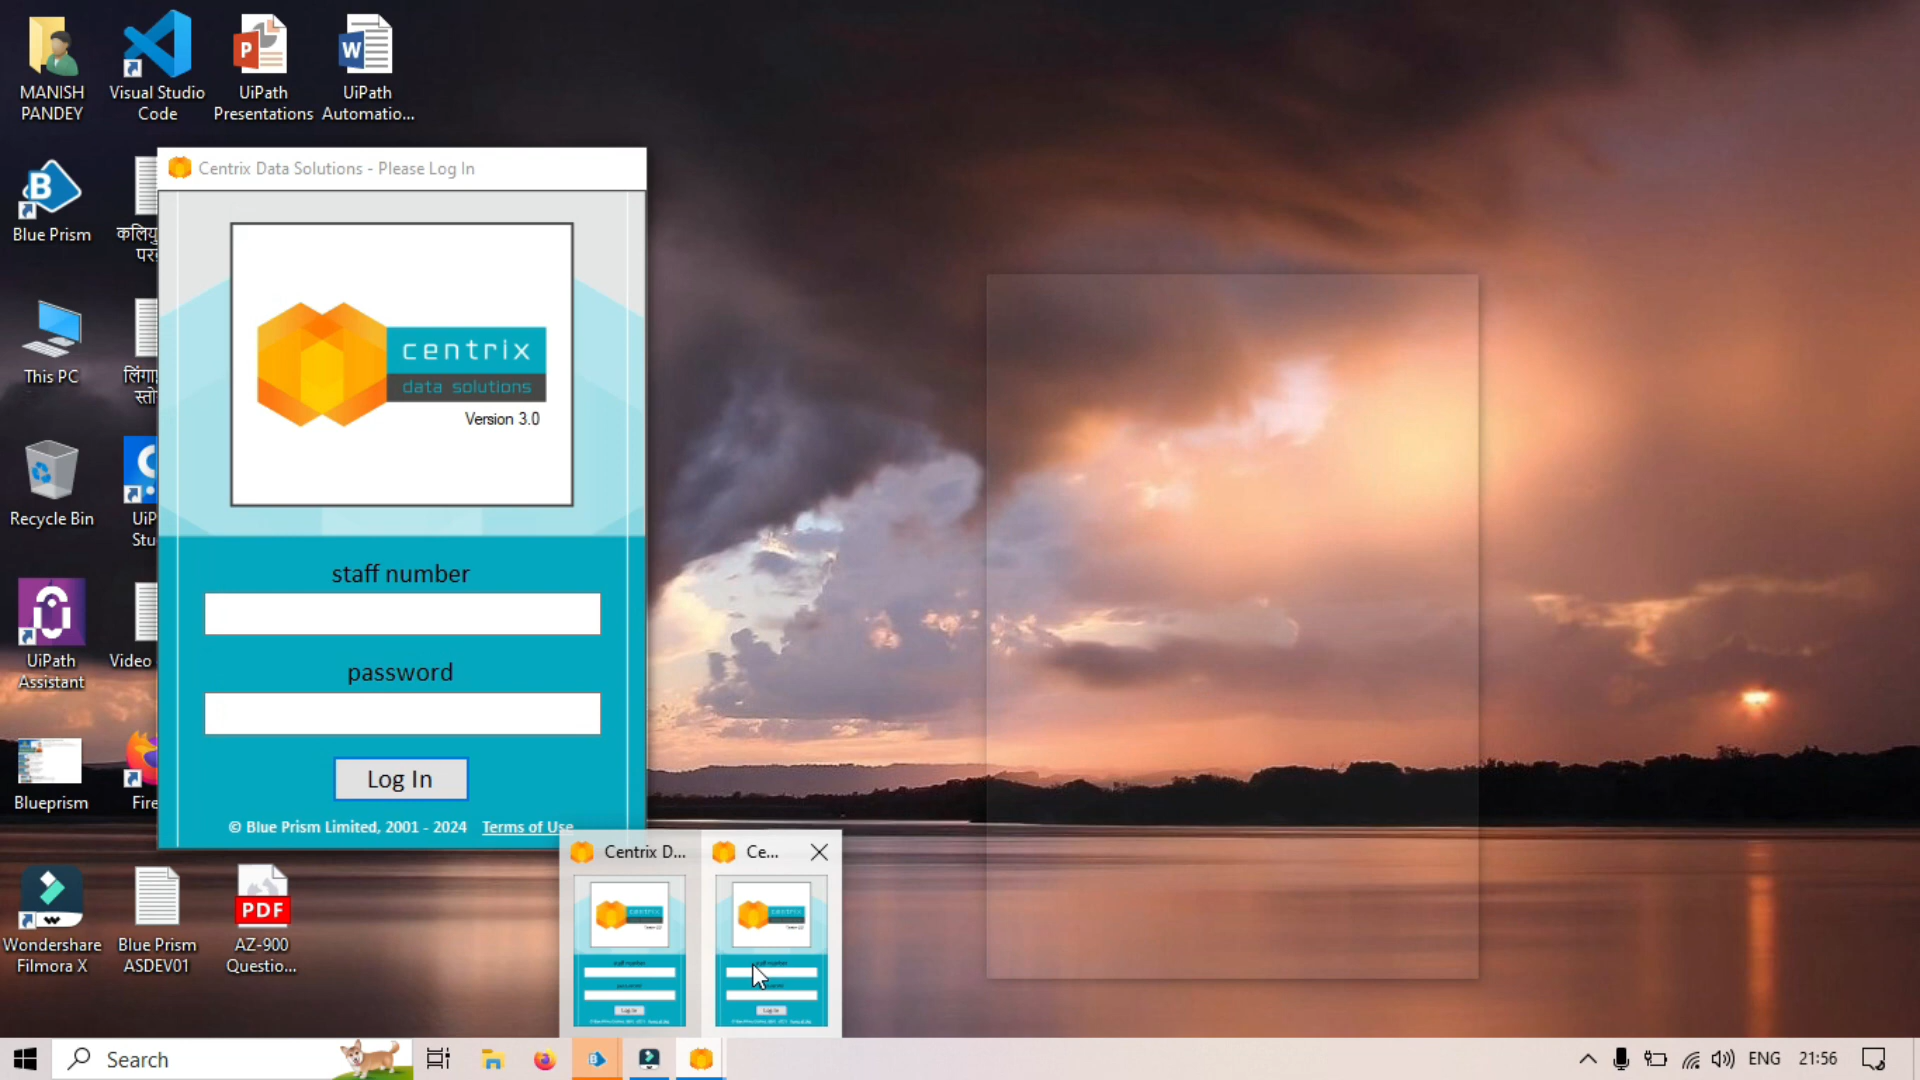 MANISH
PANDEY
Visual Studio
Code
UiPath
Presentations
UiPath
Automatio...
Centrix Data Solutions - Please Log In
Blue Prism
centrix
data solutions
Version 3.0
This PC
Recycle Bin
staff number
UiPath
Assistant
Video
password
Log In
Blueprism
Fire
© Blue Prism Limited, 2001 - 2024 Terms of Use
Centrix D...
Ce...
Wondershare
Filmora X
Blue Prism
ASDEV01
PDF
AZ-900
Questio...
Search
ENG
21:56